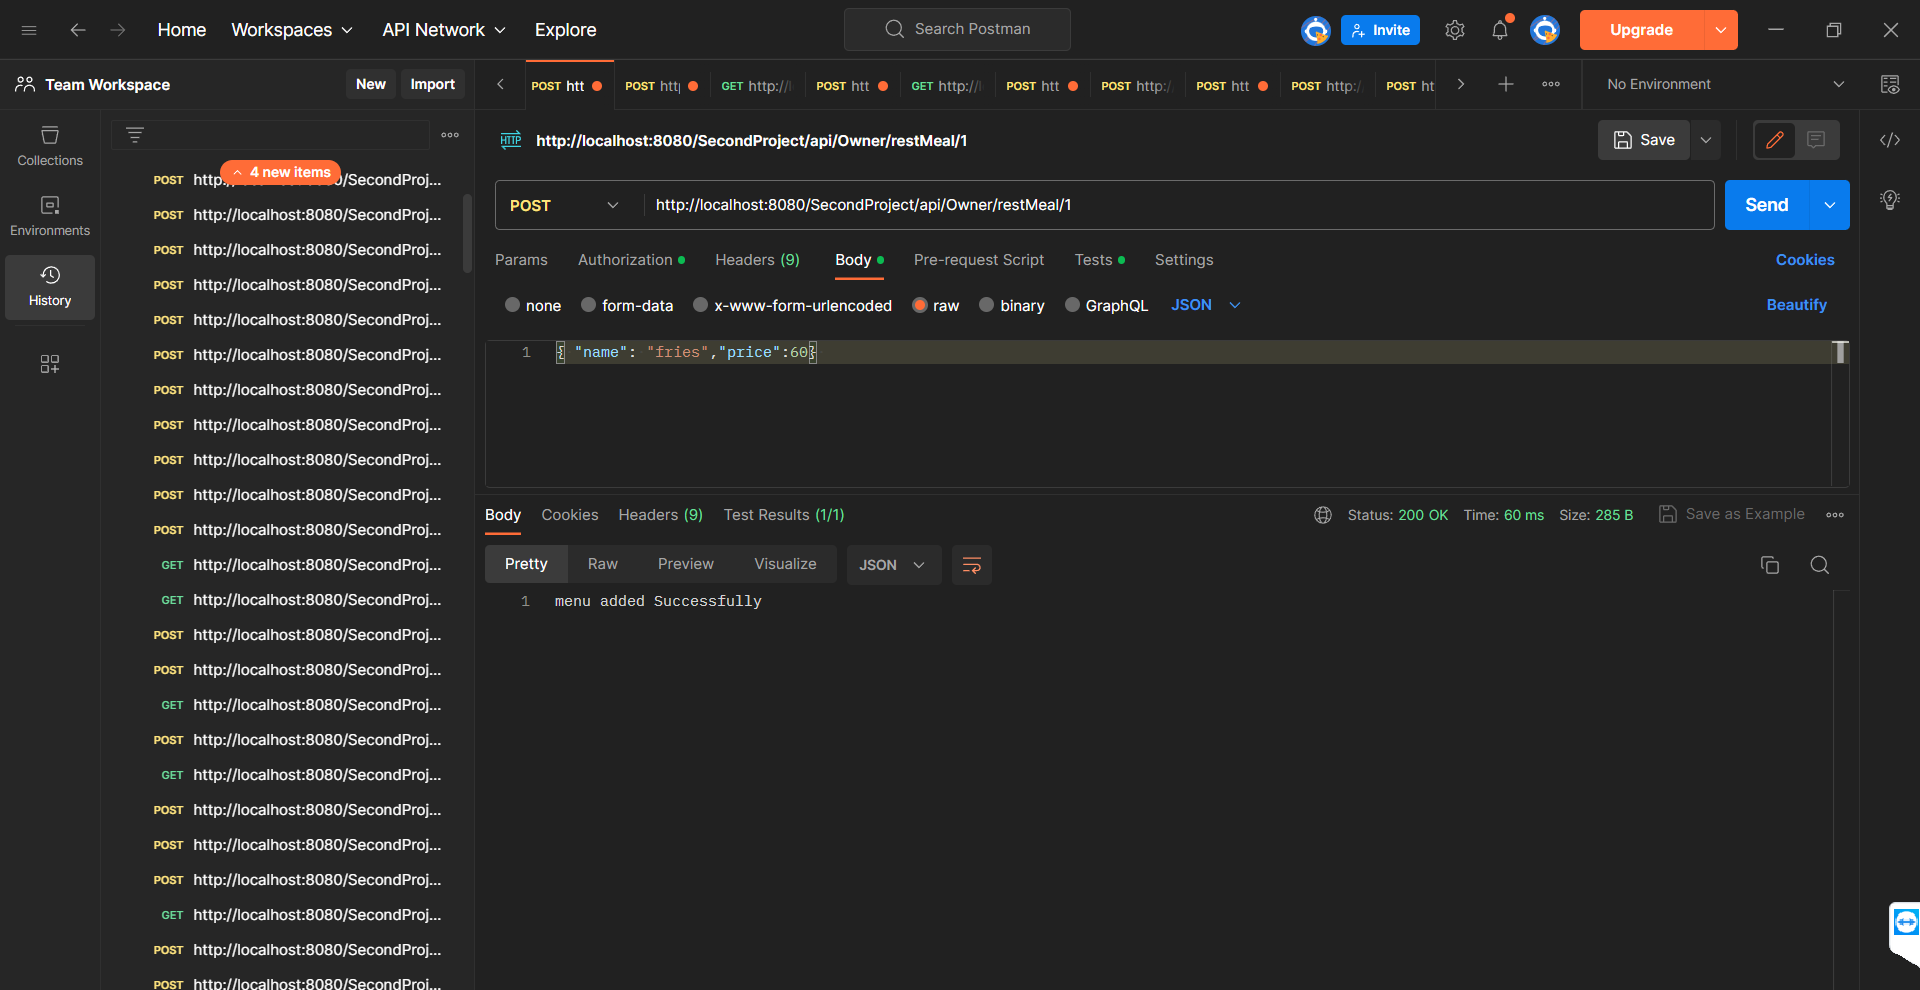 Home Workspaces API Network Explore Search Postman Invite Upgrade
Team Workspace New Import
POST htt POST htt GET http://l POST htt GET http://l POST htt POST http:/ POST htt POST http:/ POST ht No Environment
Collections
Environments
History
4 new items
POST http://localhost:8080/SecondProj...
POST http://localhost:8080/SecondProj...
POST http://localhost:8080/SecondProj...
POST http://localhost:8080/SecondProj...
POST http://localhost:8080/SecondProj...
POST http://localhost:8080/SecondProj...
POST http://localhost:8080/SecondProj...
POST http://localhost:8080/SecondProj...
POST http://localhost:8080/SecondProj...
POST http://localhost:8080/SecondProj...
POST http://localhost:8080/SecondProj...
GET http://localhost:8080/SecondProj...
GET http://localhost:8080/SecondProj...
POST http://localhost:8080/SecondProj...
POST http://localhost:8080/SecondProj...
GET http://localhost:8080/SecondProj...
POST http://localhost:8080/SecondProj...
GET http://localhost:8080/SecondProj...
POST http://localhost:8080/SecondProj...
POST http://localhost:8080/SecondProj...
POST http://localhost:8080/SecondProj...
GET http://localhost:8080/SecondProj...
POST http://localhost:8080/SecondProj...
POST http://localhost:8080/SecondProj...
HTTP http://localhost:8080/SecondProject/api/Owner/restMeal/1 Save
POST http://localhost:8080/SecondProject/api/Owner/restMeal/1 Send
Params Authorization Headers (9) Body Pre-request Script Tests Settings Cookies
none form-data x-www-form-urlencoded raw binary GraphQL JSON Beautify
1 { "name": "fries","price":60}
Body Cookies Headers (9) Test Results (1/1) Status: 200 OK Time: 60 ms Size: 285 B Save as Example
Pretty Raw Preview Visualize JSON
1 menu added Successfully